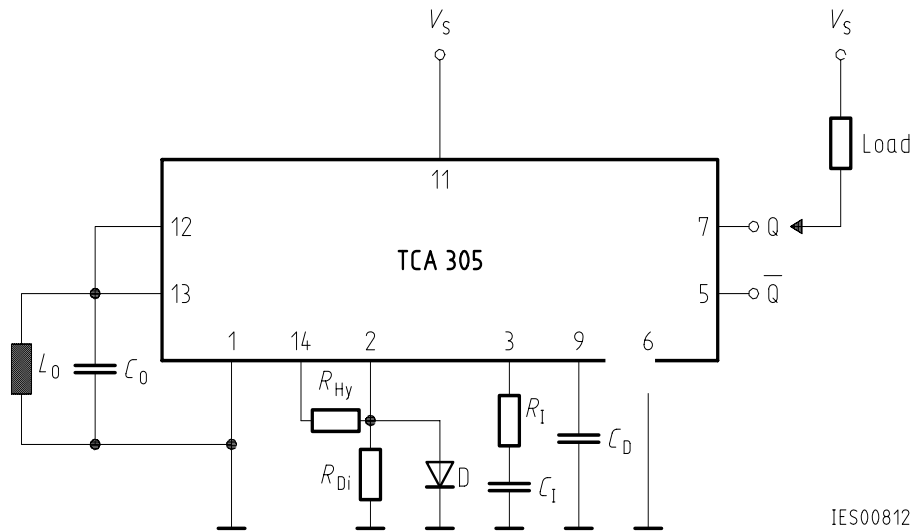 V_S
V_S
Load
11
12
7
Q
TCA 305
13
5
Q̅
1
14
2
3
9
6
L_0
C_0
R_Hy
R_I
R_Di
D
C_D
C_I
IES00812